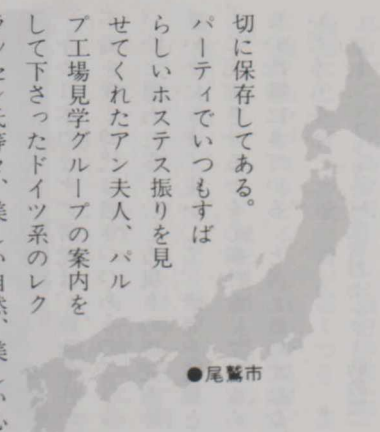 切に保存してある。
パーティでいつもすば
らしいホステス振りを見
せてくれたアン夫人、パル
プ工場見学グループの案内を
して下さったドイツ系のレク
●尾鷲市